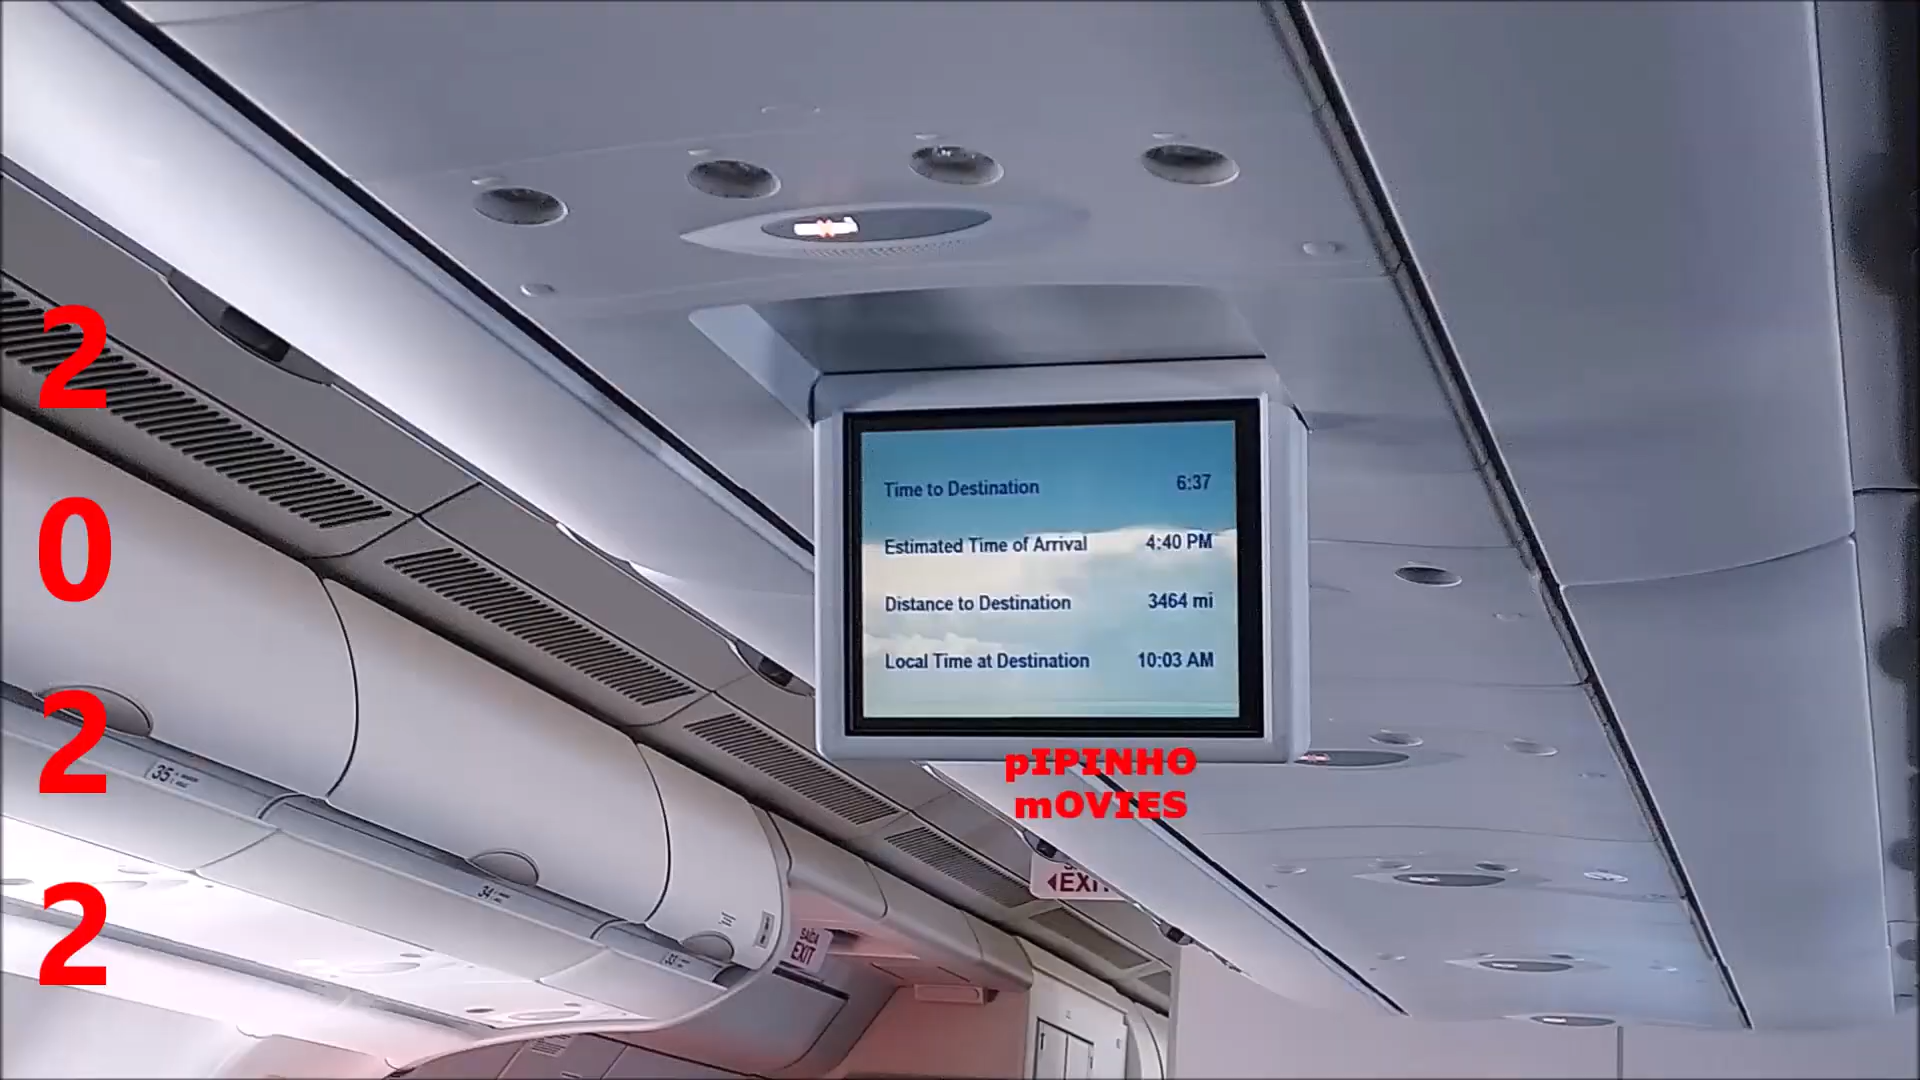 Time to Destination 6:37
Estimated Time of Arrival 4:40 PM
Distance to Destination 3464 mi
Local Time at Destination 10:03 AM
pIPINHO
mOVIES
2
0
2
2
35
34
33
SAÍDA
EXIT